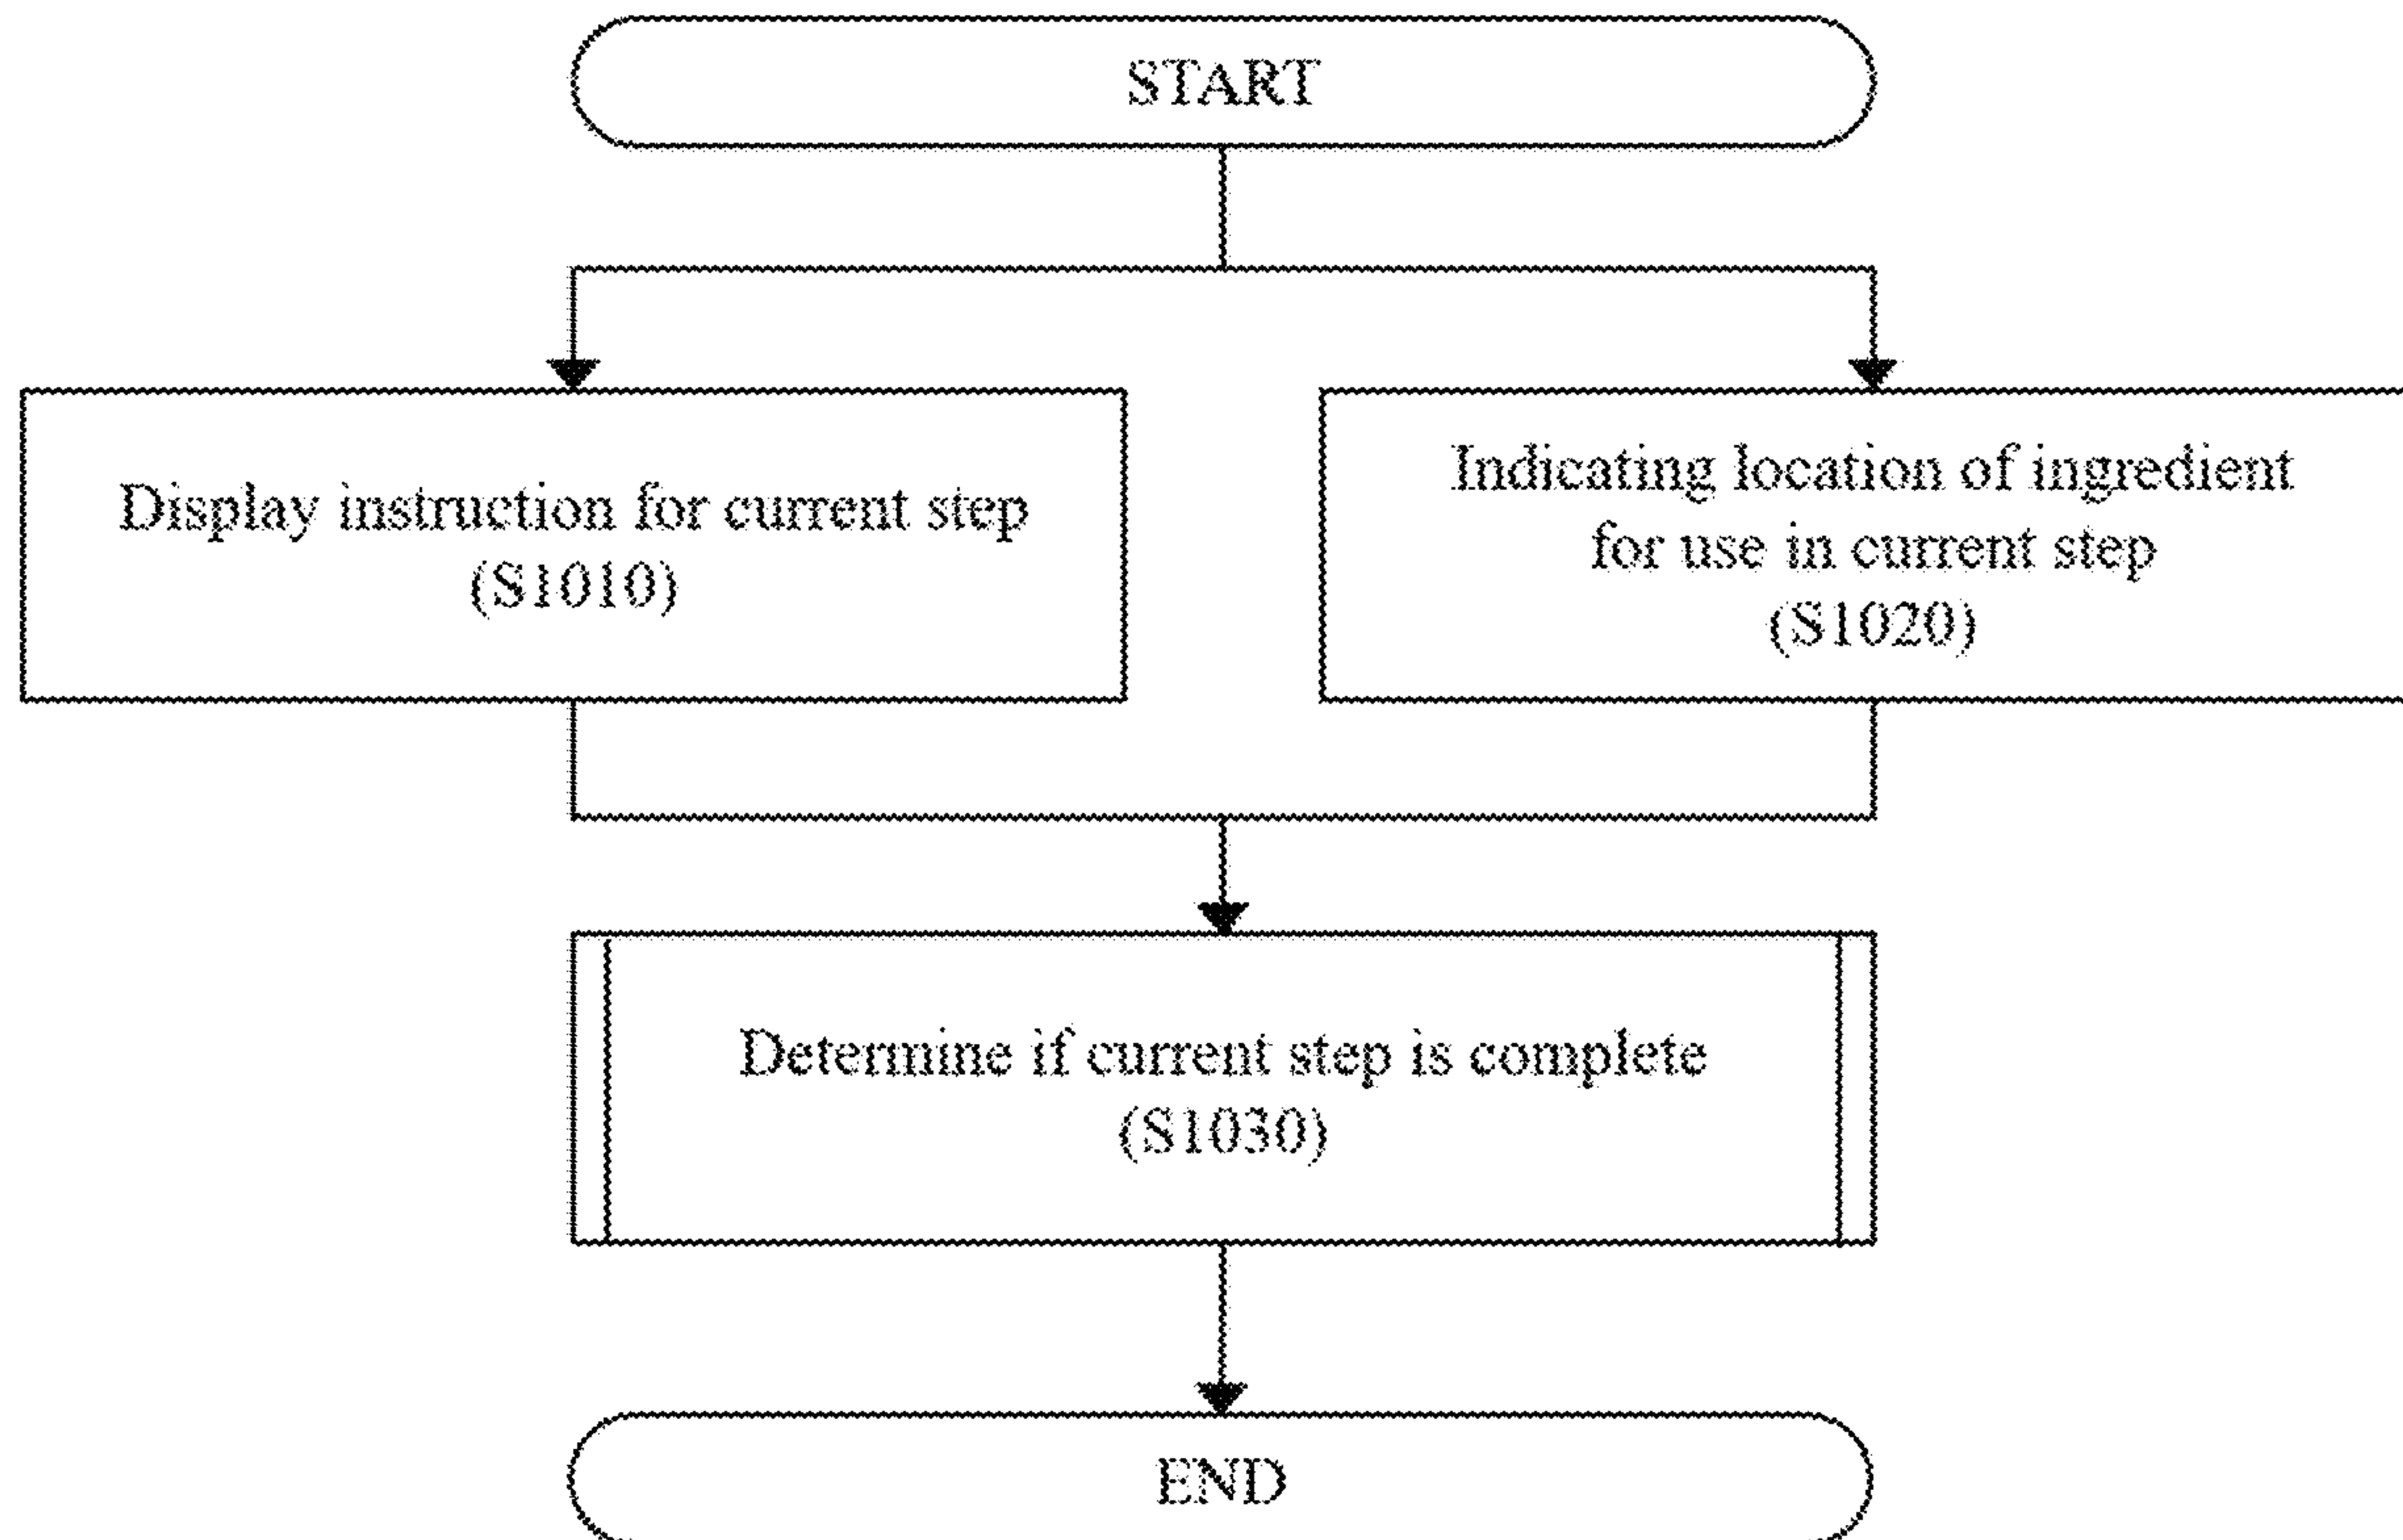 START
Display instruction for current step
(S1010)
Indicating location of ingredient
for use in current step
(S1020)
Determine if current step is complete
(S1030)
END